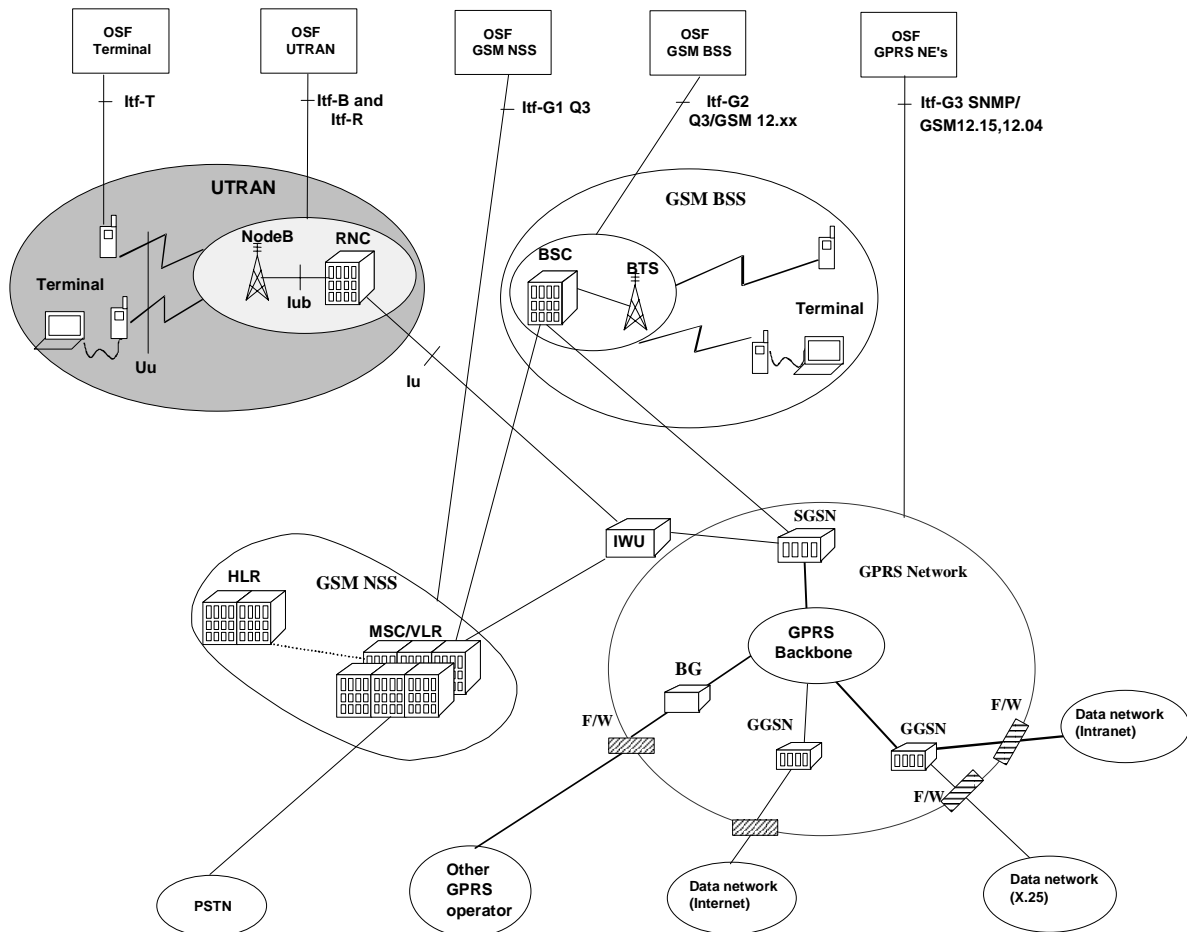 OSF
Terminal
OSF
UTRAN
OSF
GSM NSS
OSF
GSM BSS
OSF
GPRS NE's
Itf-T
Itf-B and
Itf-R
Itf-G1 Q3
Itf-G2
Q3/GSM 12.xx
Itf-G3 SNMP/
GSM12.15,12.04
UTRAN
GSM BSS
NodeB
RNC
BSC
BTS
Terminal
Iub
Terminal
Uu
Iu
SGSN
IWU
GPRS Network
HLR
GSM NSS
MSC/VLR
GPRS
Backbone
BG
F/W
GGSN
GGSN
F/W
Data network
(Intranet)
F/W
Other
GPRS
operator
PSTN
Data network
(Internet)
Data network
(X.25)